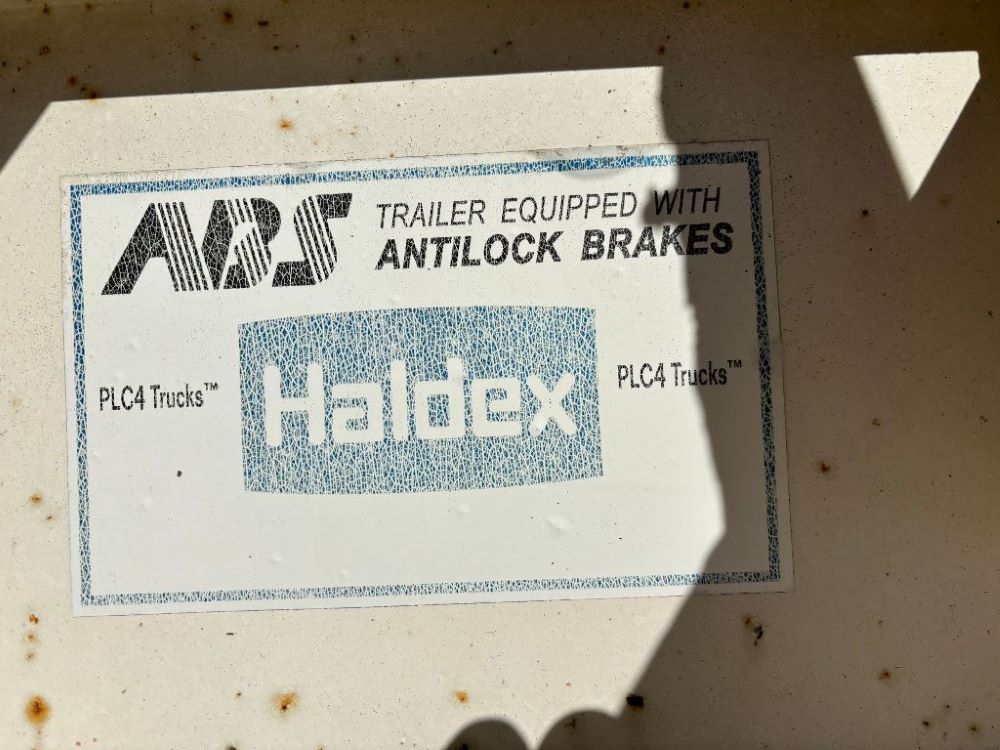 ABS
TRAILER EQUIPPED WITH
ANTILOCK BRAKES
PLC4 Trucks™
Haldex
PLC4 Trucks™